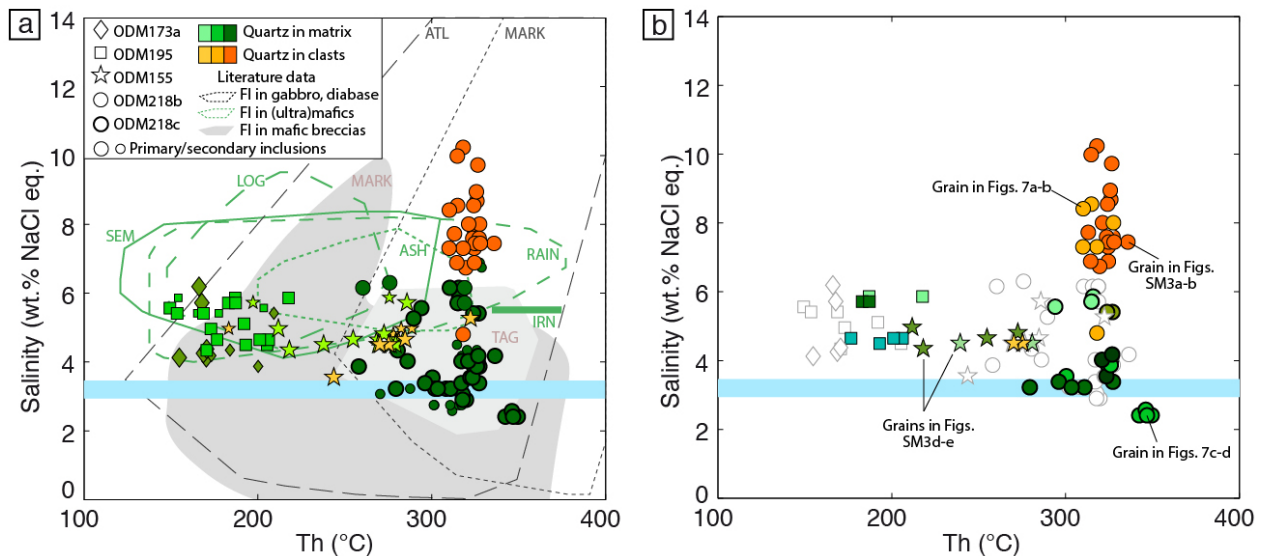 a
ODM173a
ODM195
ODM155
ODM218b
ODM218c
Primary/secondary inclusions
Quartz in matrix
Quartz in clasts
Literature data
FI in gabbro, diabase
FI in (ultra)mafics
FI in mafic breccias
ATL
MARK
LOG
MARK
SEM
ASH
RAIN
IRN
TAG
Salinity (wt.% NaCl eq.)
14
12
10
8
6
4
2
0
100
200
300
400
Th (°C)
b
Grain in Figs. 7a-b
Grain in Figs.
SM3a-b
Grains in Figs.
SM3d-e
Grain in Figs. 7c-d
Salinity (wt.% NaCl eq.)
14
12
10
8
6
4
2
0
100
200
300
400
Th (°C)